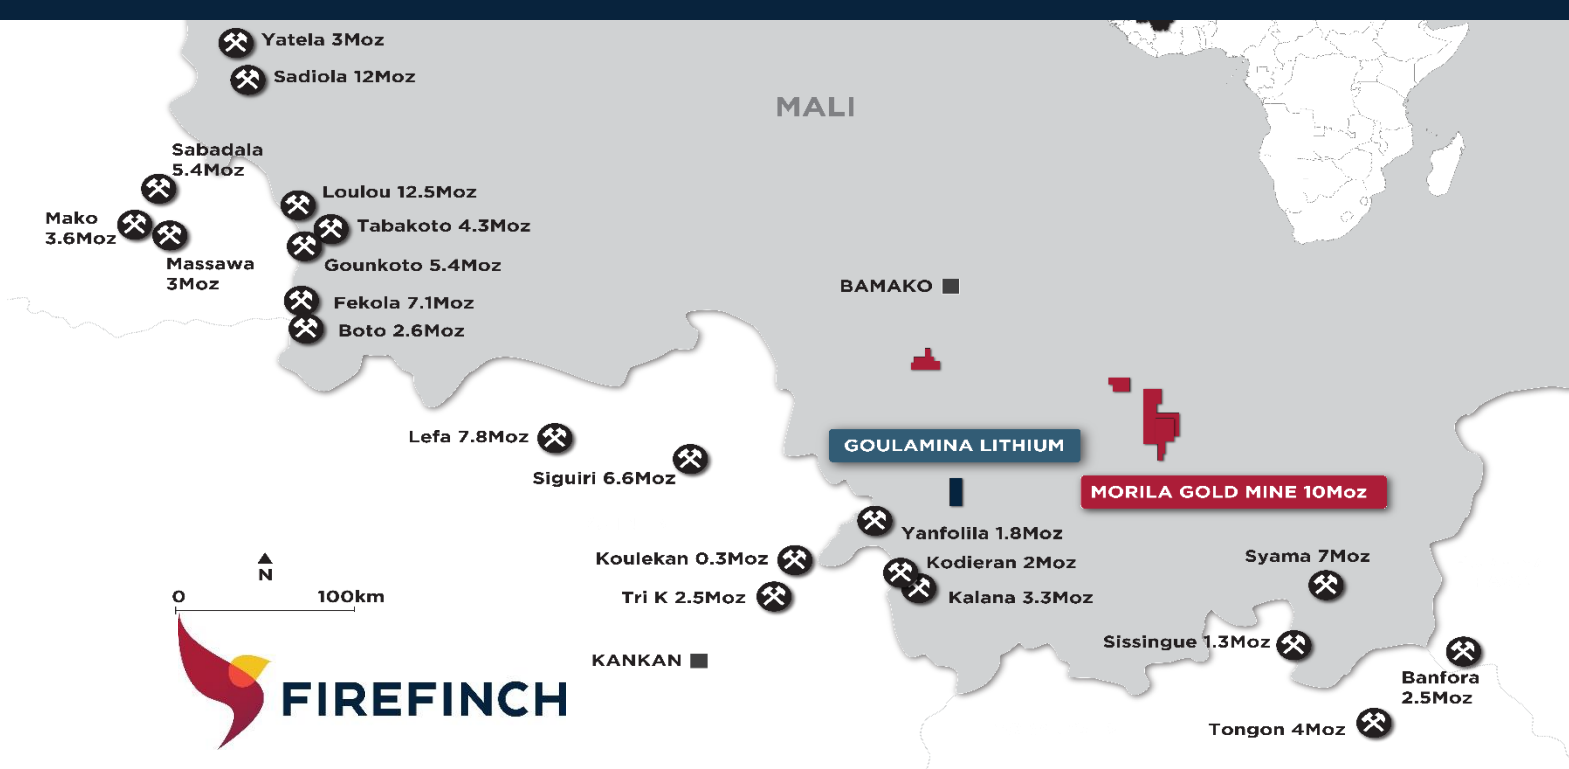 Yatela 3Moz
Sadiola 12Moz
MALI
Sabadala
5.4Moz
Loulou 12.5Moz
Mako
3.6Moz
Tabakoto 4.3Moz
Massawa
3Moz
Gounkoto 5.4Moz
BAMAKO
Fekola 7.1Moz
Boto 2.6Moz
Lefa 7.8Moz
GOULAMINA LITHIUM
Siguiri 6.6Moz
MORILA GOLD MINE 10Moz
Yanfolila 1.8Moz
Koulekan 0.3Moz
Kodieran 2Moz
Syama 7Moz
N
0 100km
Tri K 2.5Moz
Kalana 3.3Moz
Sissingue 1.3Moz
KANKAN
Banfora
2.5Moz
FIREFINCH
Tongon 4Moz